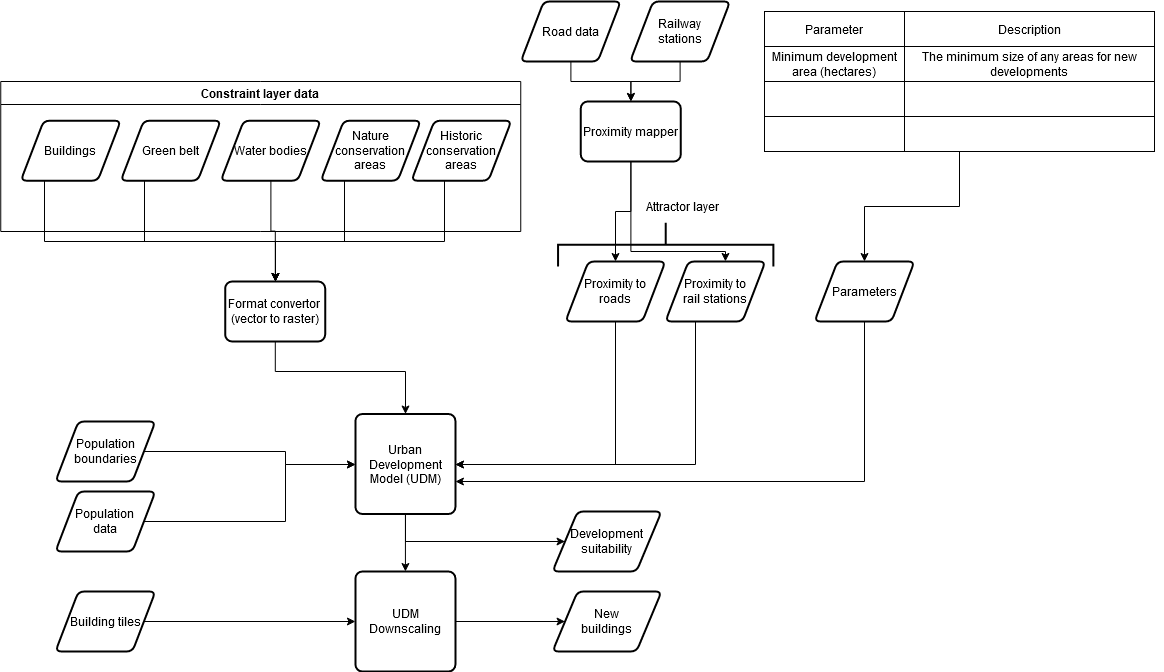 Road data
Railway
stations
Parameter
Description
Minimum development
area (hectares)
The minimum size of any areas for new
developments
Constraint layer data
Buildings
Green belt
Water bodies
Nature
conservation
areas
Historic
conservation
areas
Proximity mapper
Attractor layer
Proximity to
roads
Proximity to
rail stations
Parameters
Format convertor
(vector to raster)
Population
boundaries
Population
data
Urban
Development
Model (UDM)
Development
suitability
Building tiles
UDM
Downscaling
New
buildings